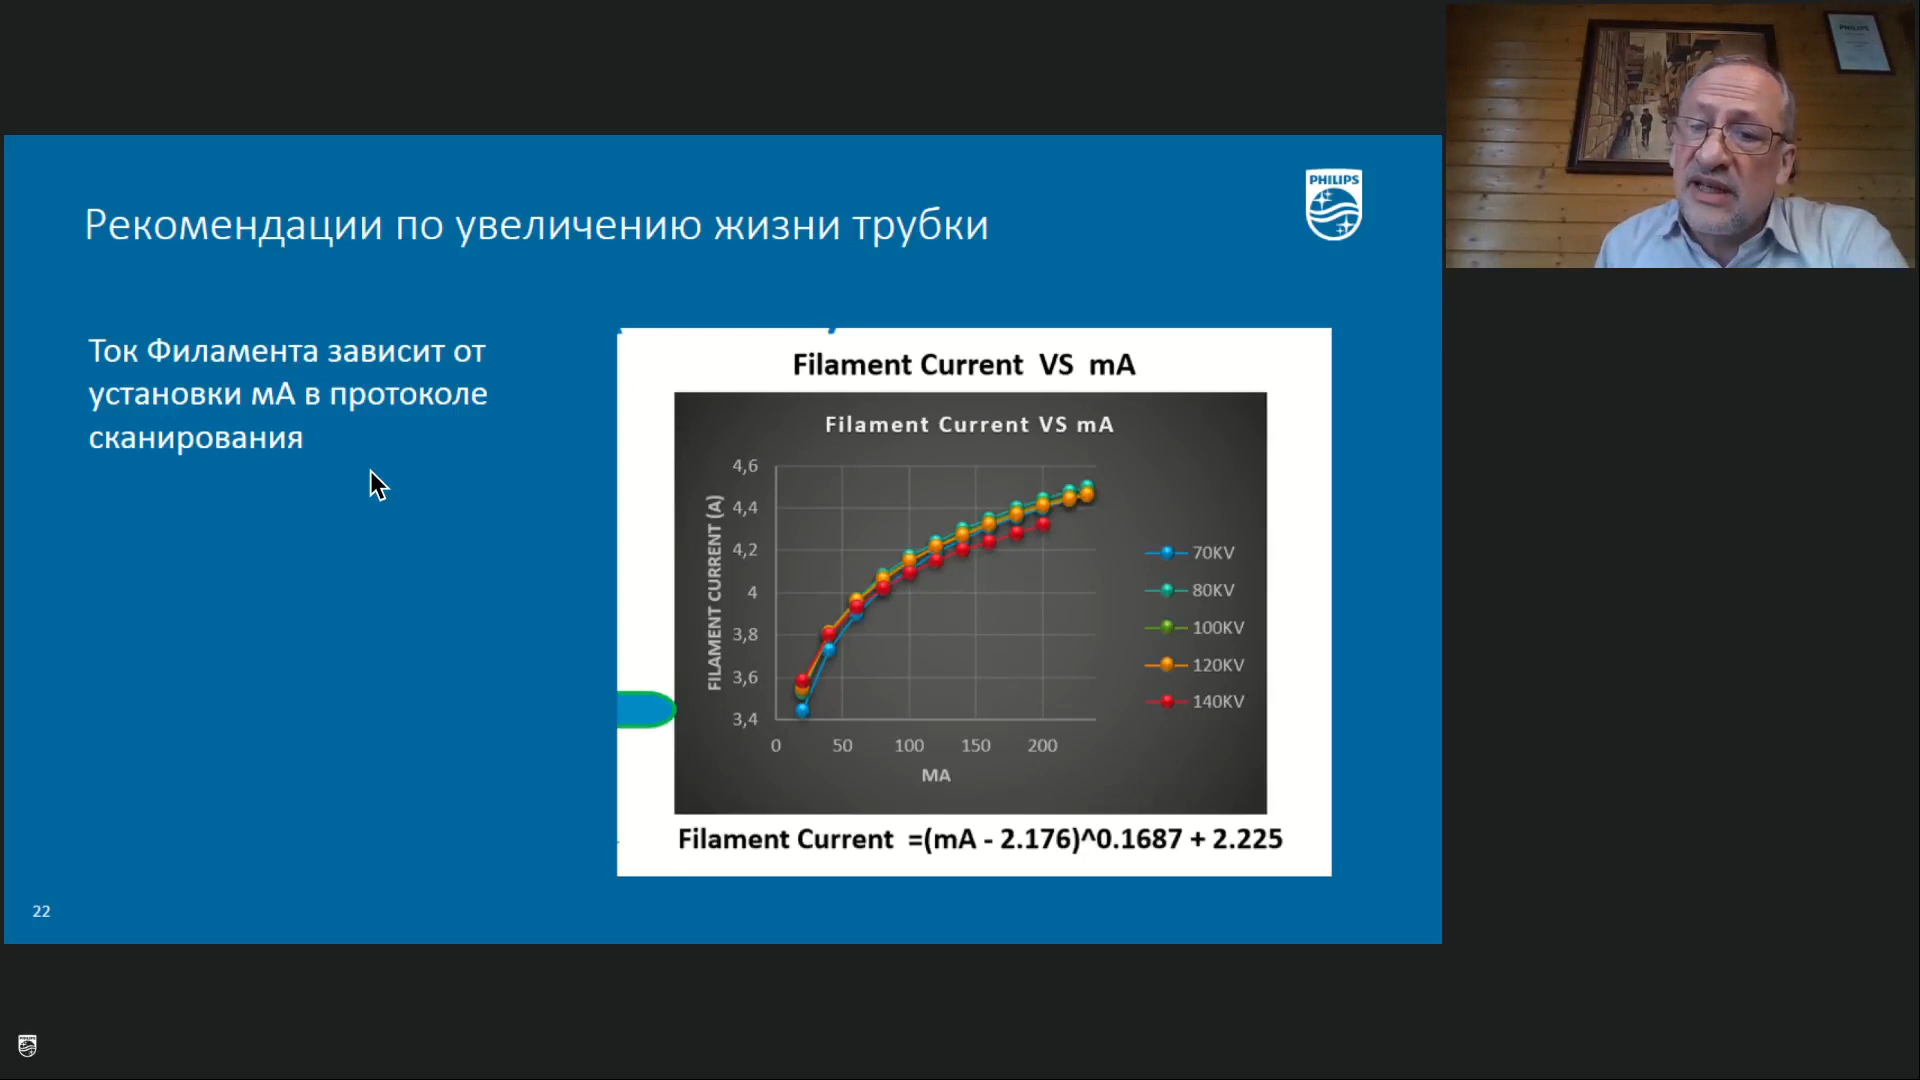 Рекомендации по увеличению жизни трубки
PHILIPS
Ток Филамента зависит от
установки мА в протоколе
сканирования
Filament Current VS mA
Filament Current VS mA
FILAMENT CURRENT (A)
4,6
4,4
4,2
4
3,8
3,6
3,4
0 50 100 150 200
MA
70KV
80KV
100KV
120KV
140KV
Filament Current =(mA - 2.176)^0.1687 + 2.225
22
PHILIPS